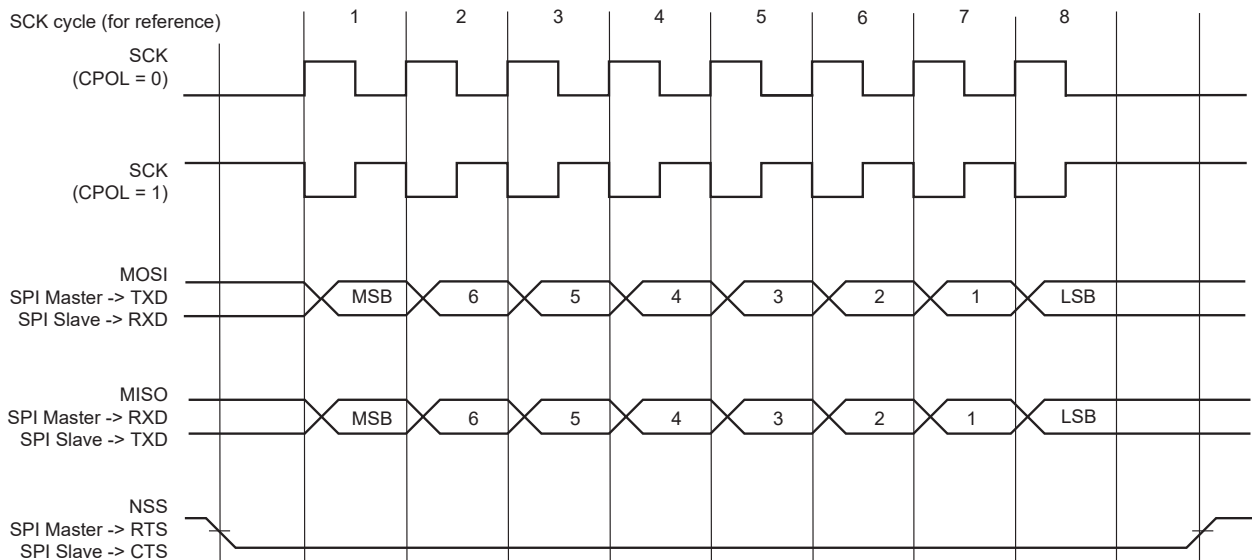 SCK cycle (for reference)
1 2 3 4 5 6 7 8
SCK
(CPOL = 0)
SCK
(CPOL = 1)
MOSI
SPI Master -> TXD
SPI Slave -> RXD
MSB 6 5 4 3 2 1 LSB
MISO
SPI Master -> RXD
SPI Slave -> TXD
MSB 6 5 4 3 2 1 LSB
NSS
SPI Master -> RTS
SPI Slave -> CTS